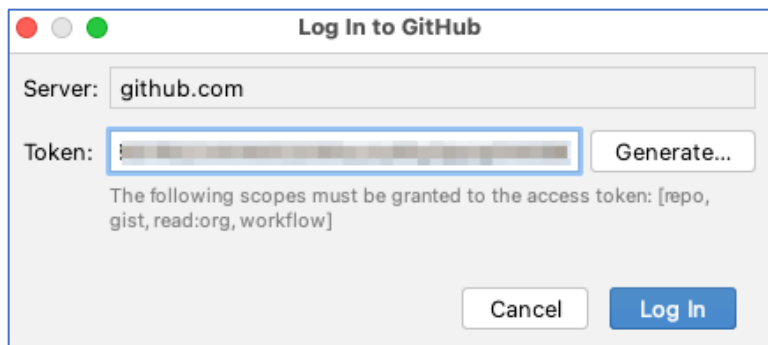 Log In to GitHub
Server: github.com
Token: Generate...
The following scopes must be granted to the access token: [repo,
gist, read:org, workflow]
Cancel Log In